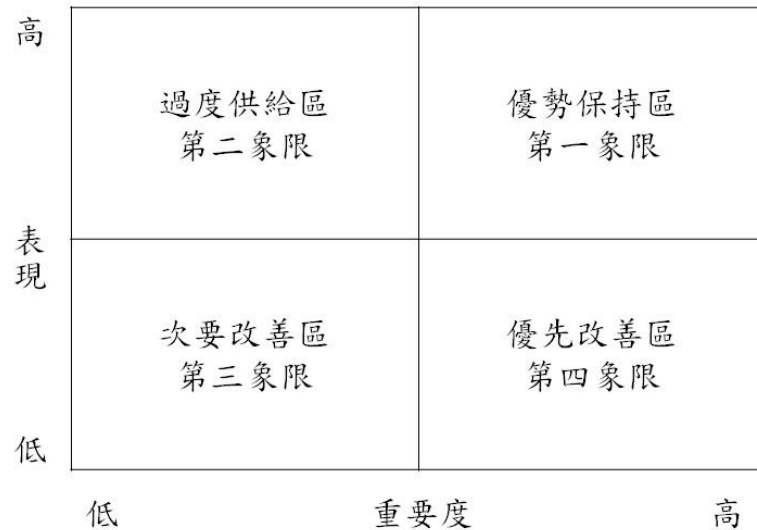 高
過度供給區
第二象限
優勢保持區
第一象限
表
現
次要改善區
第三象限
優先改善區
第四象限
低
低 重要度 高